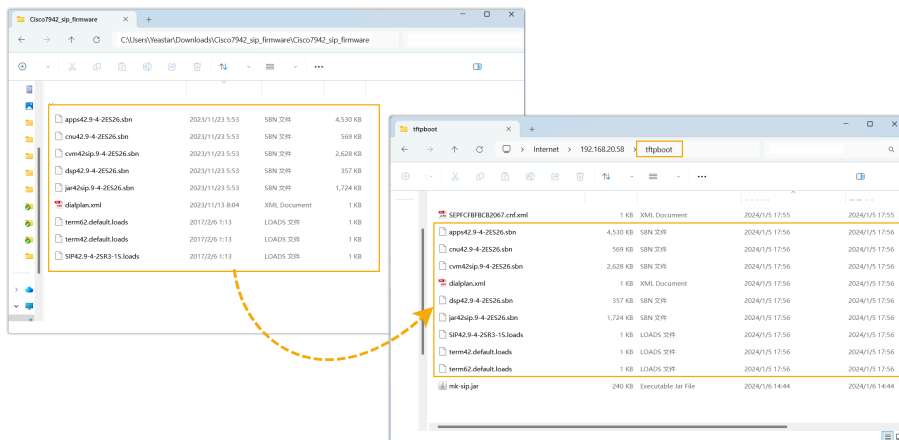 Cisco7942_sip_firmware
C:\Users\Yeastar\Downloads\Cisco7942_sip_firmware\Cisco7942_sip_firmware
apps42.9-4-2ES26.sbn 2023/11/23 5:53 SBN 文件 4,530 KB
cnu42.9-4-2ES26.sbn 2023/11/23 5:53 SBN 文件 569 KB
cvm42sip.9-4-2ES26.sbn 2023/11/23 5:53 SBN 文件 2,628 KB
dsp42.9-4-2ES26.sbn 2023/11/23 5:53 SBN 文件 357 KB
jar42sip.9-4-2ES26.sbn 2023/11/23 5:53 SBN 文件 1,724 KB
dialplan.xml 2023/11/13 8:04 XML Document 1 KB
term62.default.loads 2017/2/6 1:13 LOADS 文件 1 KB
term42.default.loads 2017/2/6 1:13 LOADS 文件 1 KB
SIP42.9-4-2SR3-1S.loads 2017/2/6 1:13 LOADS 文件 1 KB
tftpboot
Internet > 192.168.20.58 > tftpboot
SEPFCFBFBCB2067.cnf.xml 1 KB XML Document 2024/1/5 17:55 2024/1/5 17:55
apps42.9-4-2ES26.sbn 4,530 KB SBN 文件 2024/1/5 17:56 2024/1/5 17:56
cnu42.9-4-2ES26.sbn 569 KB SBN 文件 2024/1/5 17:56 2024/1/5 17:56
cvm42sip.9-4-2ES26.sbn 2,628 KB SBN 文件 2024/1/5 17:56 2024/1/5 17:56
dialplan.xml 1 KB XML Document 2024/1/5 17:56 2024/1/5 17:56
dsp42.9-4-2ES26.sbn 357 KB SBN 文件 2024/1/5 17:56 2024/1/5 17:56
jar42sip.9-4-2ES26.sbn 1,724 KB SBN 文件 2024/1/5 17:56 2024/1/5 17:56
SIP42.9-4-2SR3-1S.loads 1 KB LOADS 文件 2024/1/5 17:56 2024/1/5 17:56
term42.default.loads 1 KB LOADS 文件 2024/1/5 17:56 2024/1/5 17:56
term62.default.loads 1 KB LOADS 文件 2024/1/5 17:56 2024/1/5 17:56
mk-sip.jar 240 KB Executable Jar File 2024/1/6 14:44 2024/1/6 14:44